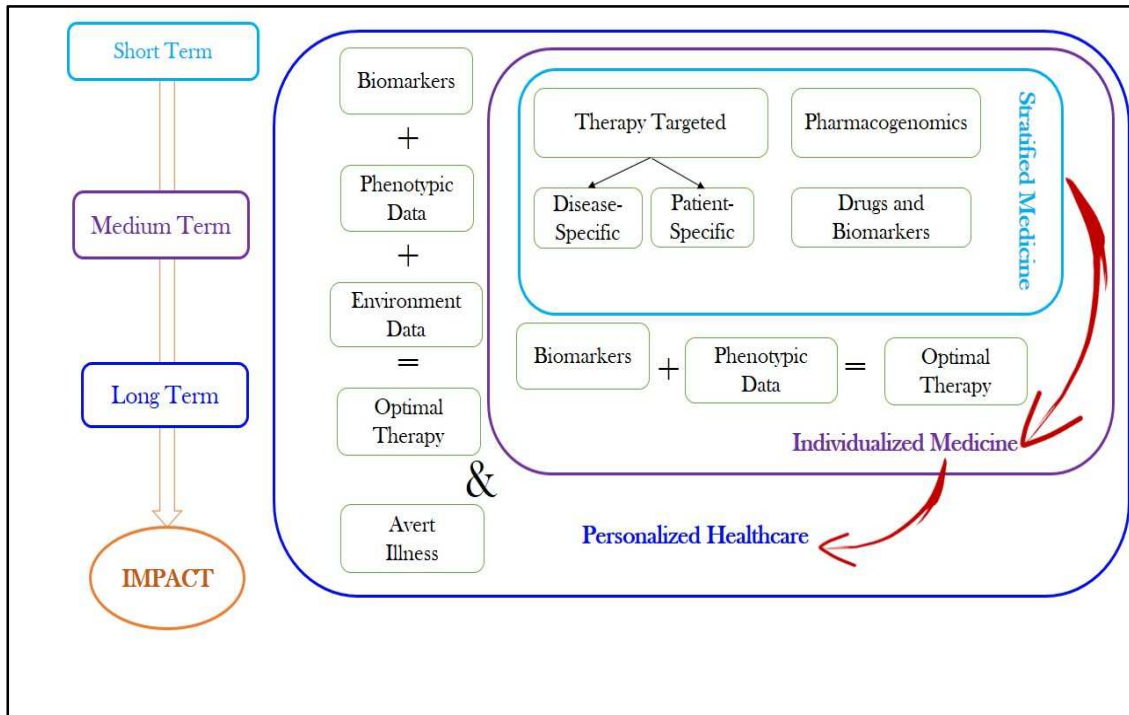 Short Term
Medium Term
Long Term
IMPACT
Biomarkers
+
Phenotypic
Data
+
Environment
Data
=
Optimal
Therapy
&
Avert
Illness
Therapy Targeted
Disease-
Specific
Patient-
Specific
Pharmacogenomics
Drugs and
Biomarkers
Stratified Medicine
Biomarkers
+
Phenotypic
Data
=
Optimal
Therapy
Individualized Medicine
Personalized Healthcare